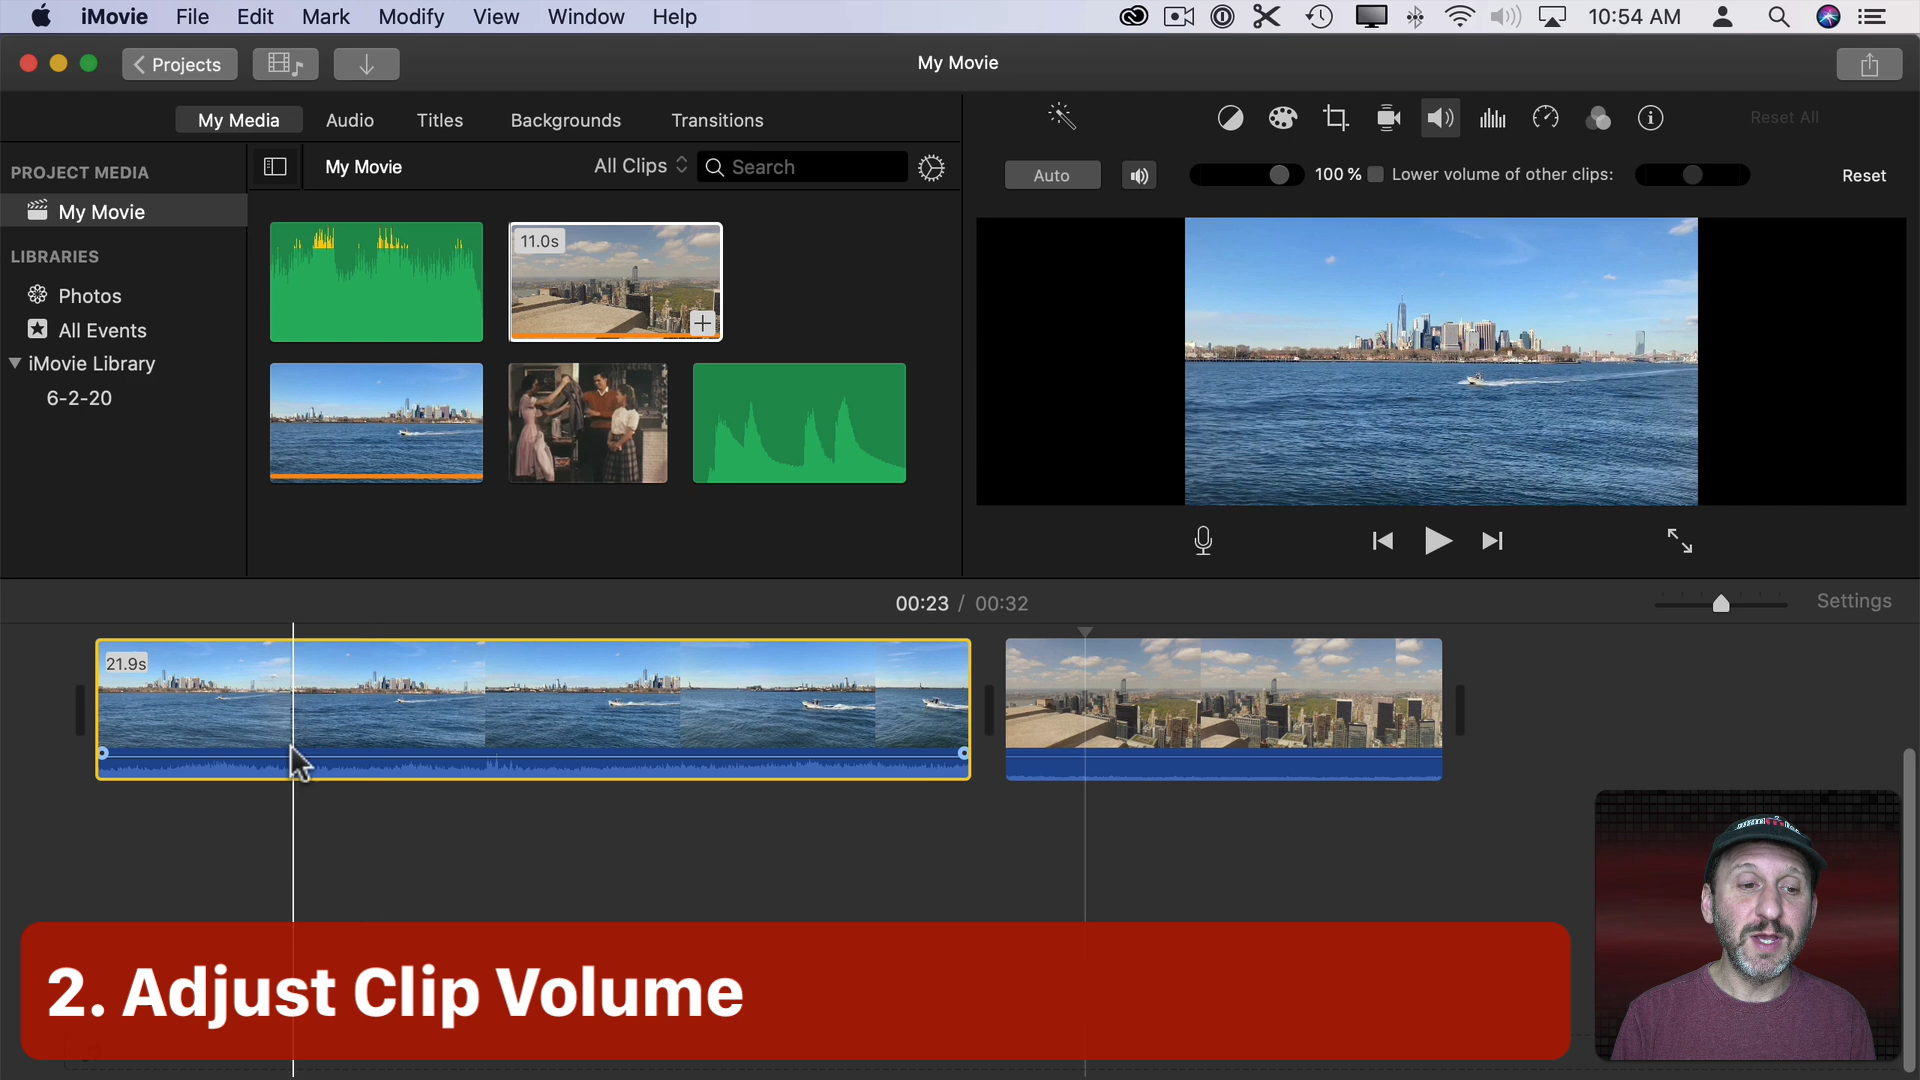 iMovie File Edit Mark Modify View Window Help 10:54 AM
Projects My Movie
My Media Audio Titles Backgrounds Transitions Reset All
PROJECT MEDIA
My Movie
LIBRARIES
Photos
All Events
iMovie Library
6-2-20
My Movie All Clips Search
11.0s
Auto 100 % Lower volume of other clips: Reset
00:23 / 00:32 Settings
21.9s
2. Adjust Clip Volume